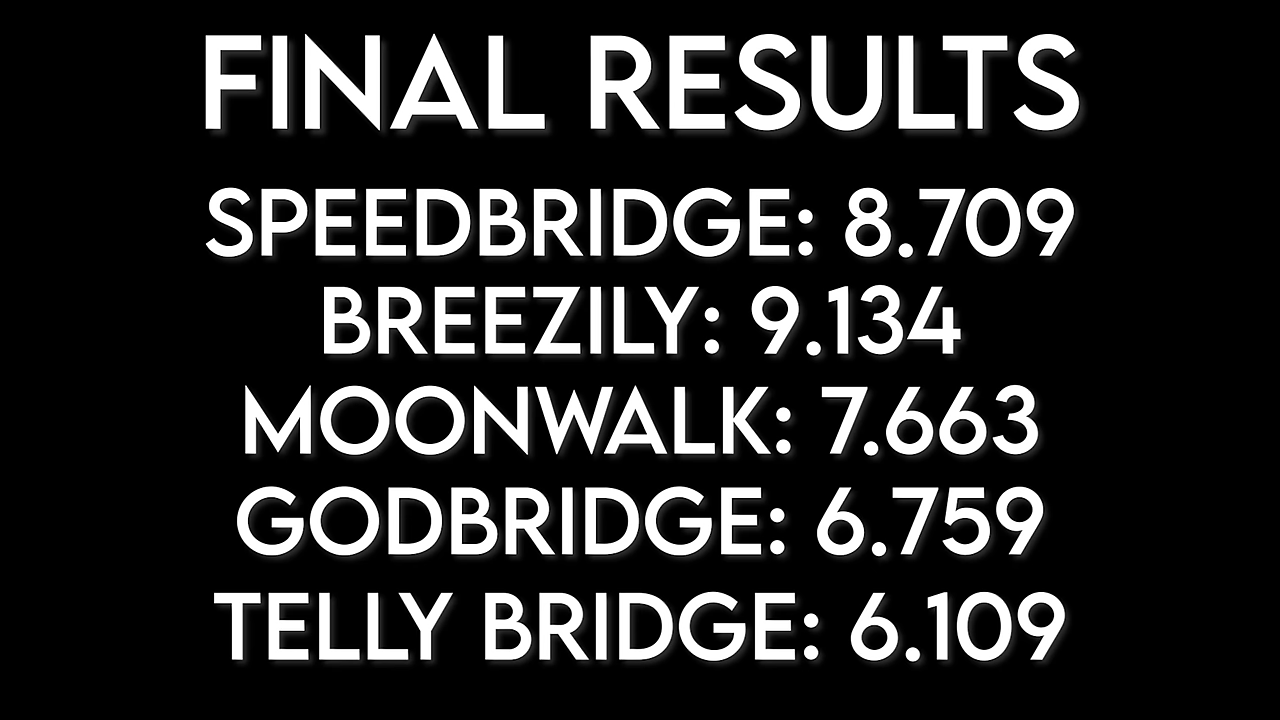 FINAL RESULTS
SPEEDBRIDGE: 8.709
BREEZILY: 9.134
MOONWALK: 7.663
GODBRIDGE: 6.759
TELLY BRIDGE: 6.109